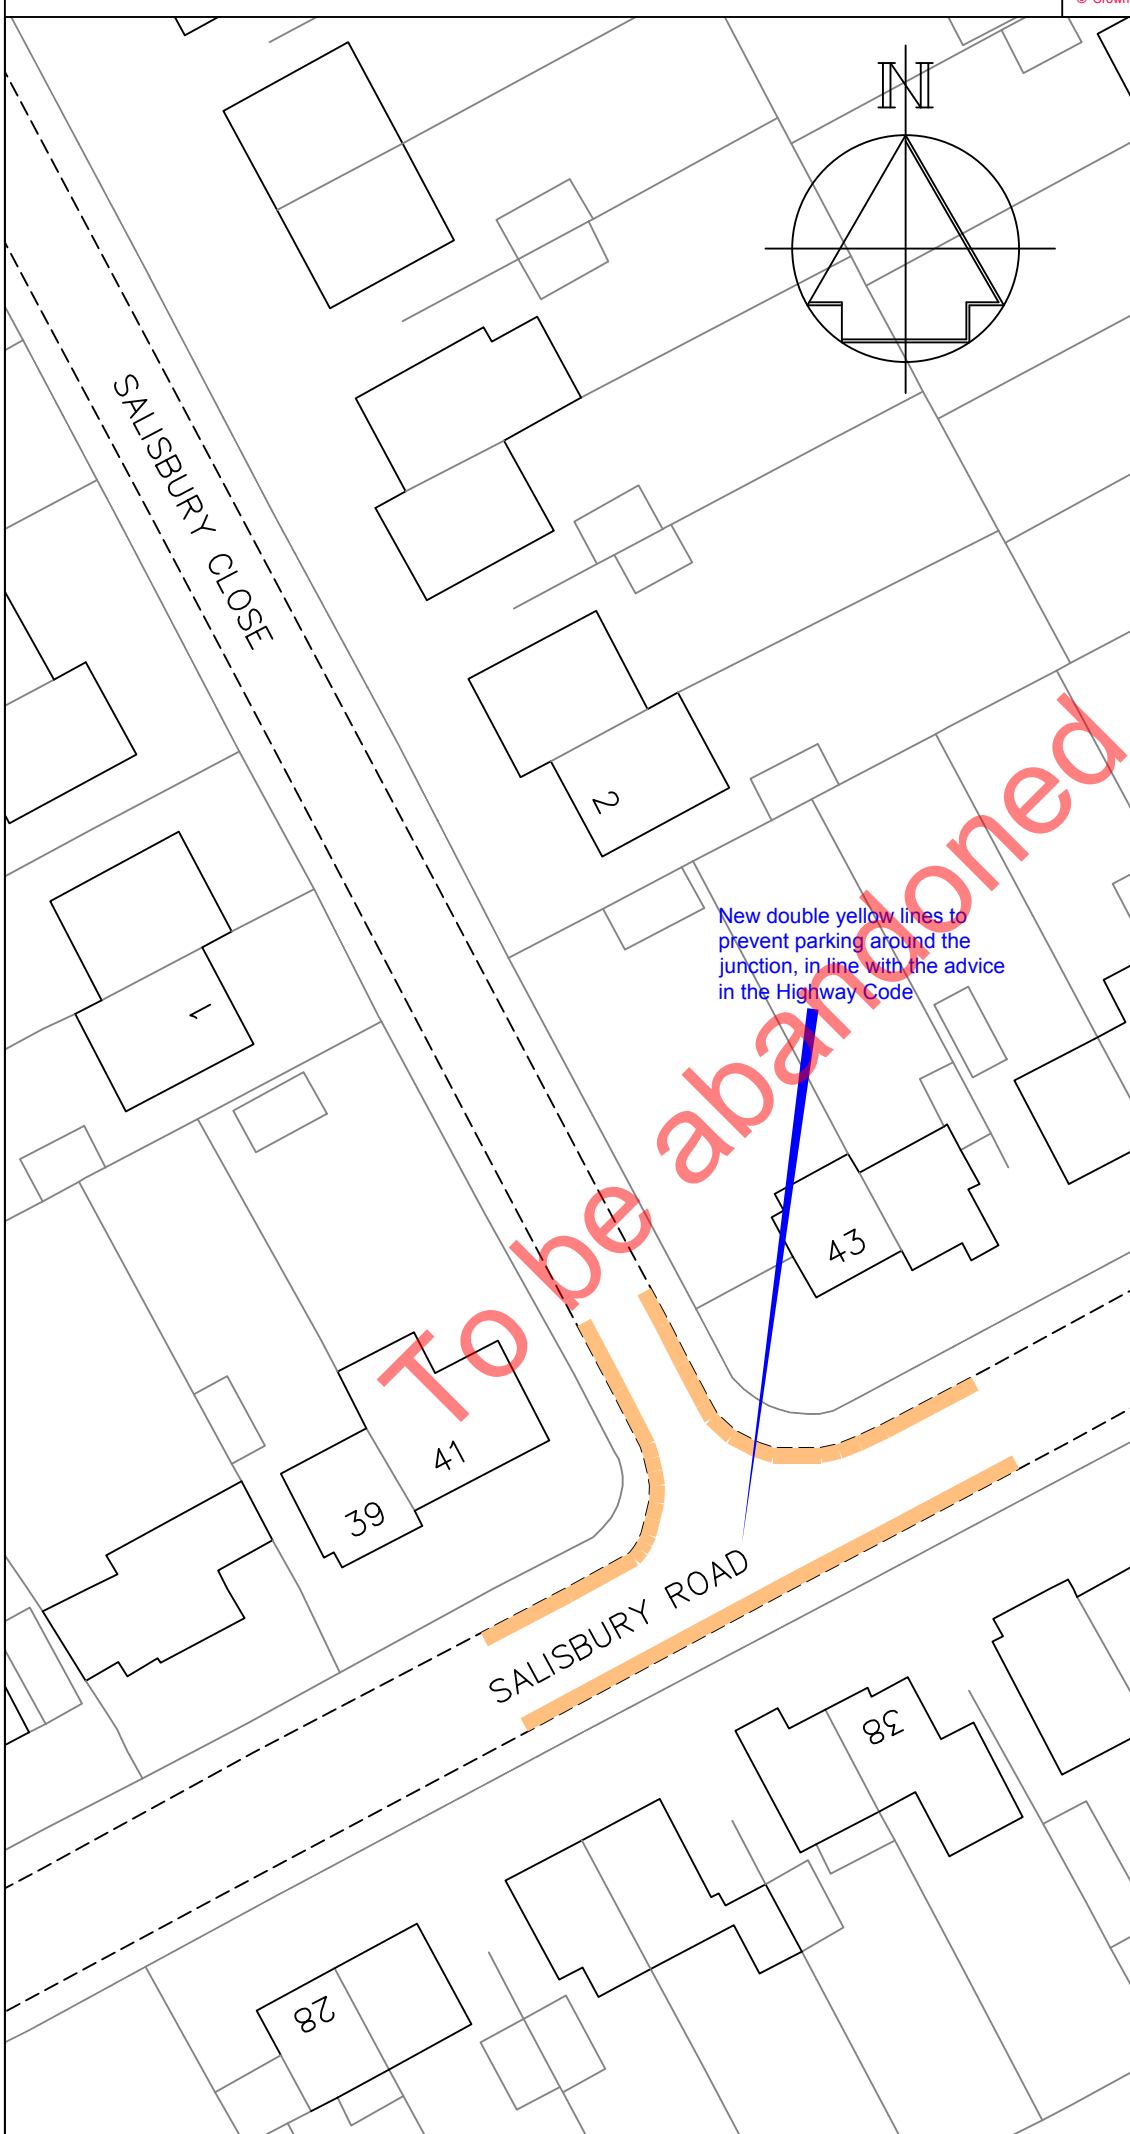 © Crown
N
SALISBURY CLOSE
2
1
New double yellow lines to
prevent parking around the
junction, in line with the advice
in the Highway Code
To be abandoned
43
41
39
SALISBURY ROAD
38
28